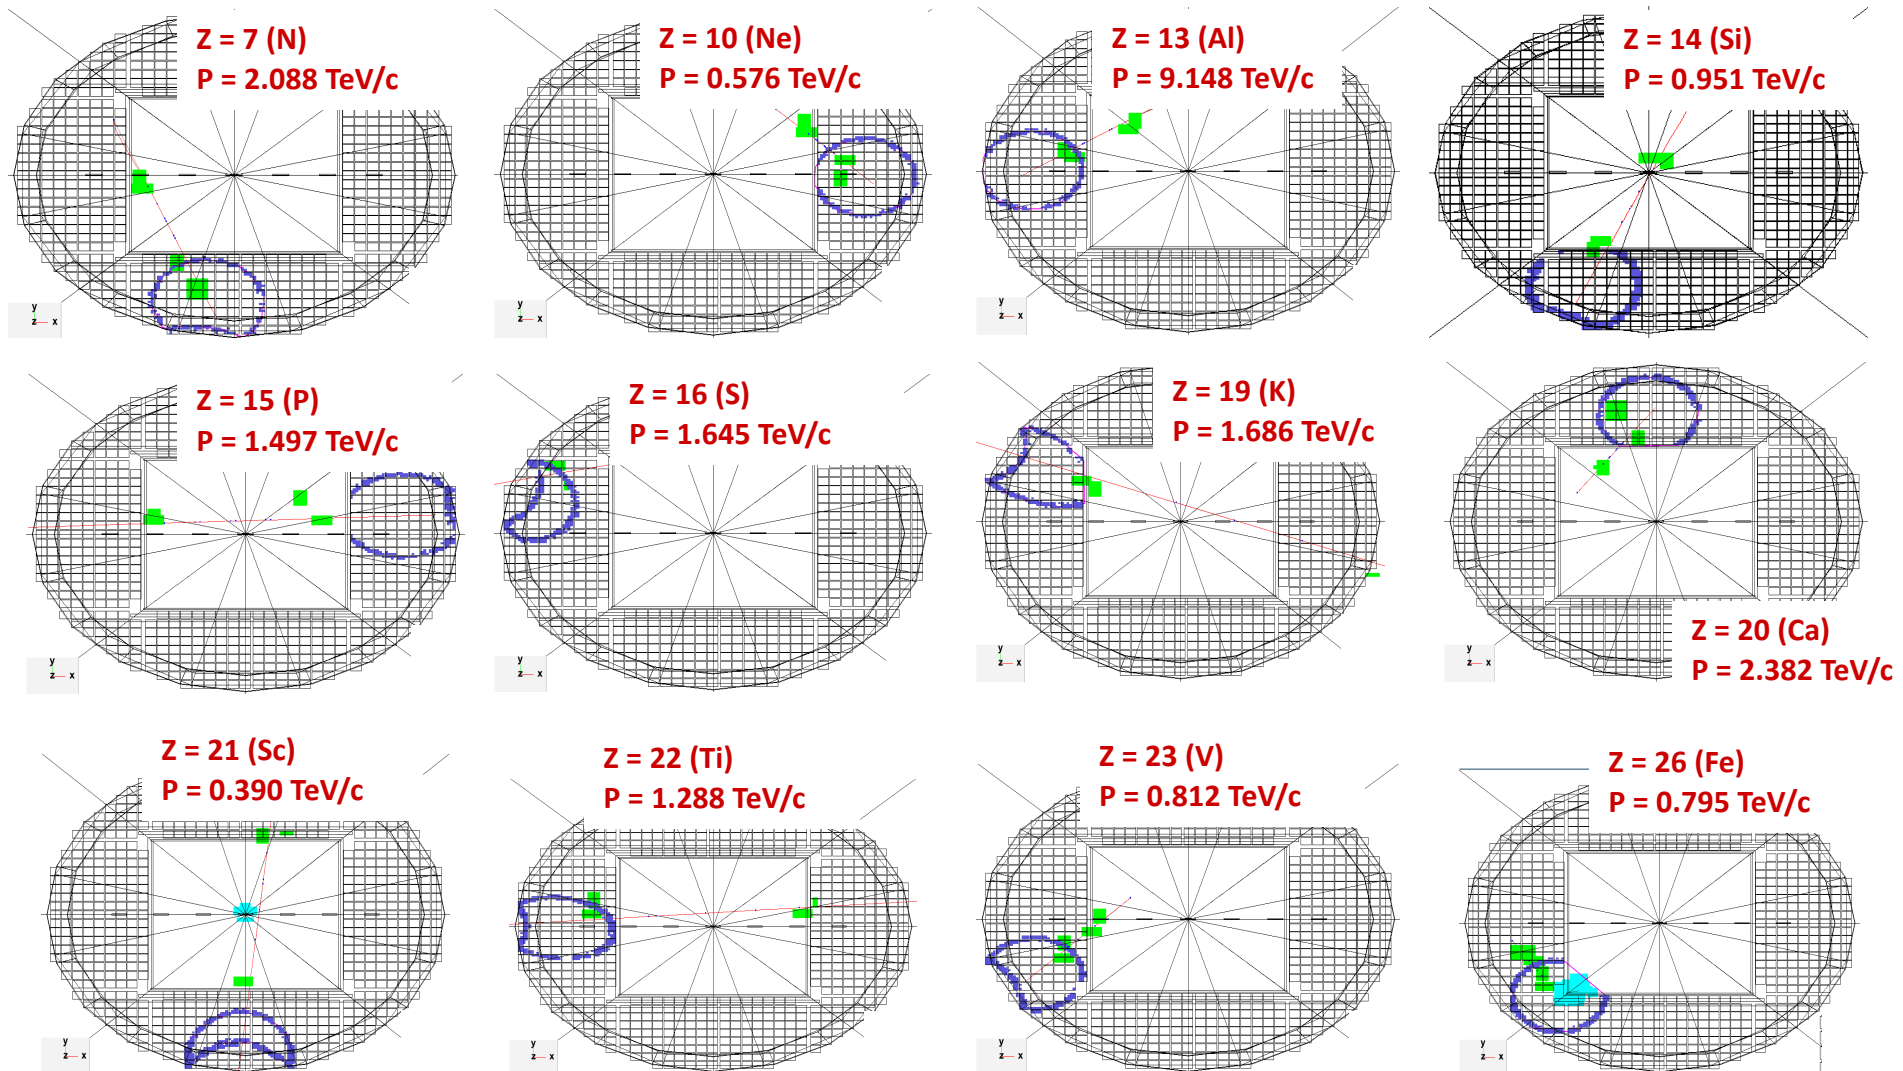 Z = 7 (N)
P = 2.088 TeV/c
Z = 10 (Ne)
P = 0.576 TeV/c
Z = 13 (Al)
P = 9.148 TeV/c
Z = 14 (Si)
P = 0.951 TeV/c
y
z x
y
z x
y
z x
y
z x
Z = 15 (P)
P = 1.497 TeV/c
Z = 16 (S)
P = 1.645 TeV/c
Z = 19 (K)
P = 1.686 TeV/c
Z = 20 (Ca)
P = 2.382 TeV/c
y
z x
y
z x
y
z x
y
z x
Z = 21 (Sc)
P = 0.390 TeV/c
Z = 22 (Ti)
P = 1.288 TeV/c
Z = 23 (V)
P = 0.812 TeV/c
Z = 26 (Fe)
P = 0.795 TeV/c
y
z x
y
z x
y
z x
y
z x